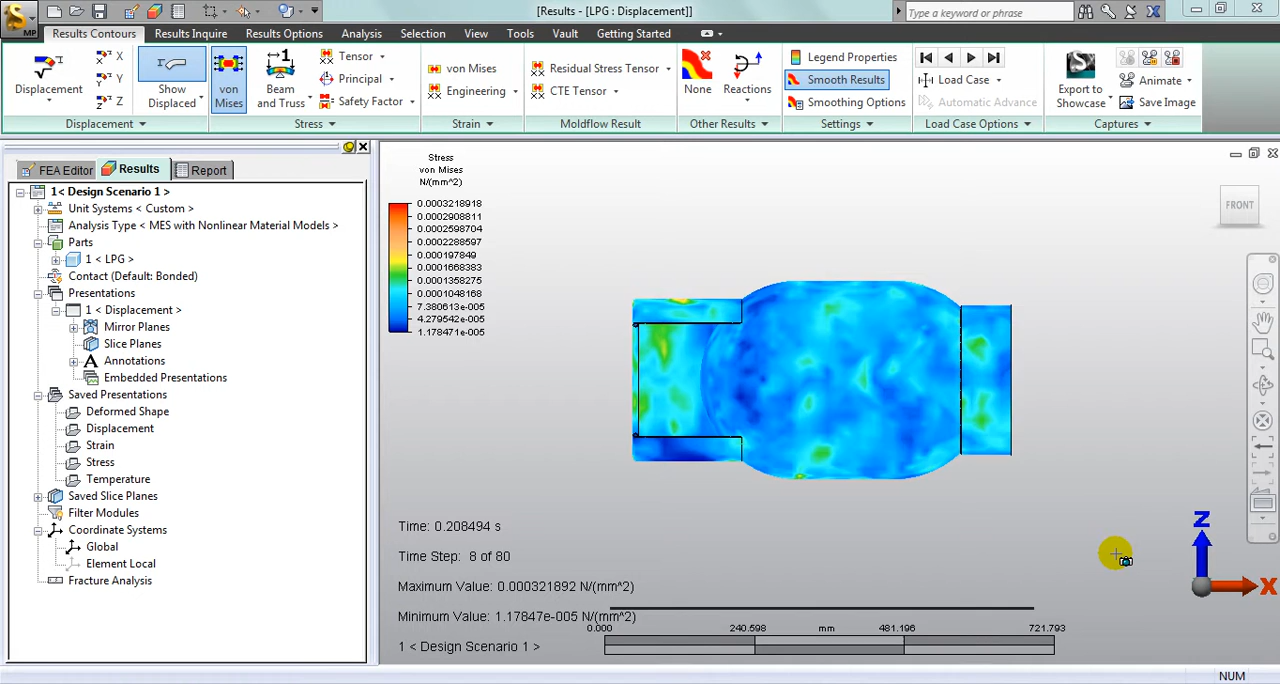 [Results - [LPG : Displacement]]
Type a keyword or phrase
MP
Results Contours Results Inquire Results Options Analysis Selection View Tools Vault Getting Started
Displacement
X
Y
Z
Show Displaced
von Mises
Beam and Truss
Tensor
Principal
Safety Factor
von Mises
Engineering
Residual Stress Tensor
CTE Tensor
None
Reactions
Legend Properties
Smooth Results
Smoothing Options
Load Case
Automatic Advance
Export to Showcase
Animate
Save Image
Displacement Stress Strain Moldflow Result Other Results Settings Load Case Options Captures
FEA Editor Results Report
1< Design Scenario 1 >
Unit Systems < Custom >
Analysis Type < MES with Nonlinear Material Models >
Parts
1 < LPG >
Contact (Default: Bonded)
Presentations
1 < Displacement >
Mirror Planes
Slice Planes
A Annotations
Embedded Presentations
Saved Presentations
Deformed Shape
Displacement
Strain
Stress
Temperature
Saved Slice Planes
Filter Modules
Coordinate Systems
Global
Element Local
Fracture Analysis
Stress
von Mises
N/(mm^2)
0.0003218918
0.0002908811
0.0002598704
0.0002288597
0.000197849
0.0001668383
0.0001358275
0.0001048168
7.380613e-005
4.279542e-005
1.178471e-005
FRONT
Time: 0.208494 s
Time Step: 8 of 80
Maximum Value: 0.000321892 N/(mm^2)
Minimum Value: 1.17847e-005 N/(mm^2)
0.000 240.598 mm 481.196 721.793
1 < Design Scenario 1 >
Z
X
NUM